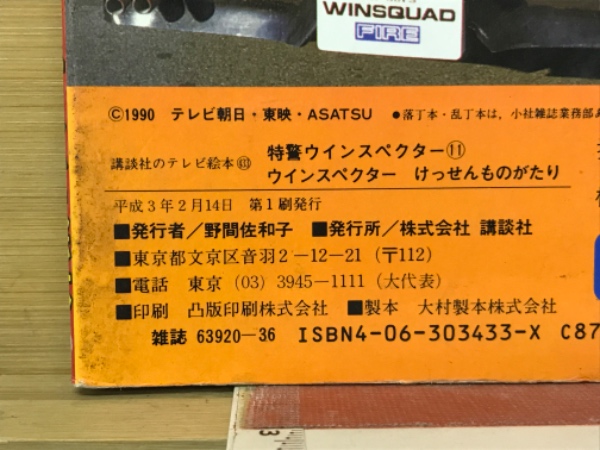 WINSQUAD
FIRE
©1990 テレビ朝日・東映・ASATSU ●落丁本・乱丁本は，小社雑誌業務部
講談社のテレビ絵本 特警ウインスペクター⑪
ウインスペクター けっせんものがたり
平成3年2月14日 第1刷発行
■発行者／野間佐和子 ■発行所／株式会社 講談社
■東京都文京区音羽2－12－21（〒112）
■電話 東京（03）3945－1111（大代表）
■印刷 凸版印刷株式会社 ■製本 大村製本株式会社
雑誌 63920－36 ISBN4-06-303433-X C87